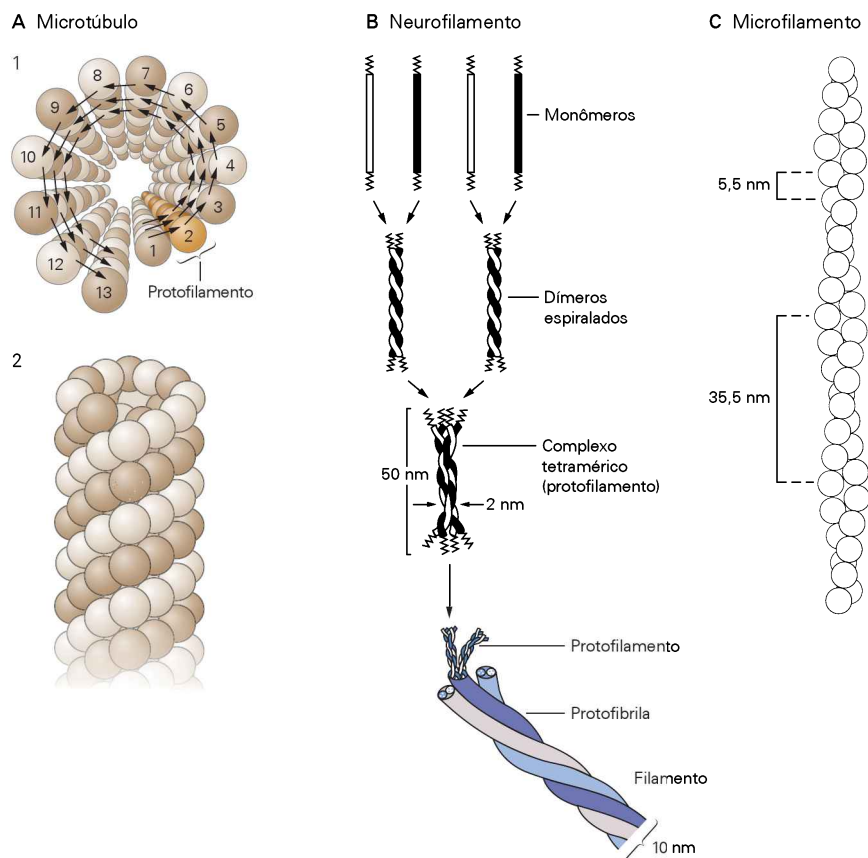 A Microtúbulo
1
8
7
6
9
5
10
4
11
3
12
1
2
13
Protofilamento
2
B Neurofilamento
Monômeros
Dímeros
espiralados
50 nm
Complexo
tetramérico
(protofilamento)
2 nm
Protofilamento
Protofibrila
Filamento
10 nm
C Microfilamento
5,5 nm
35,5 nm